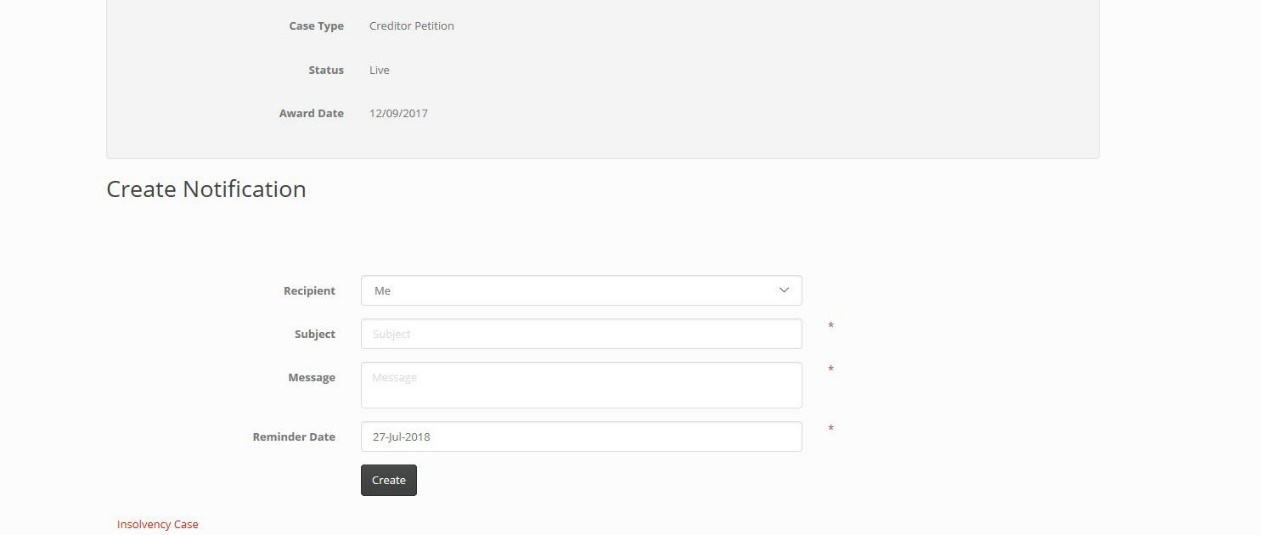 Case Type Creditor Petition
Status Live
Award Date 12/09/2017
Create Notification
Recipient Me
Subject Subject *
Message Message *
Reminder Date 27-Jul-2018 *
Create
Insolvency Case